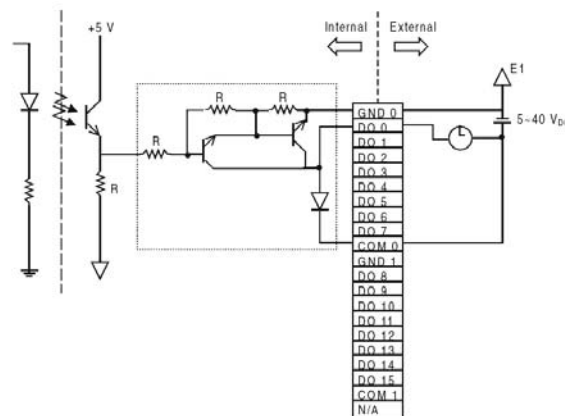 Internal External
+5 V
E1
R R
GND 0
DO 0
5~40 V
DO 1
DO 2
R
DO 3
DO 4
R
DO 5
DO 6
DO 7
COM 0
GND 1
DO 8
DO 9
DO 10
DO 11
DO 12
DO 13
DO 14
DO 15
COM 1
N/A